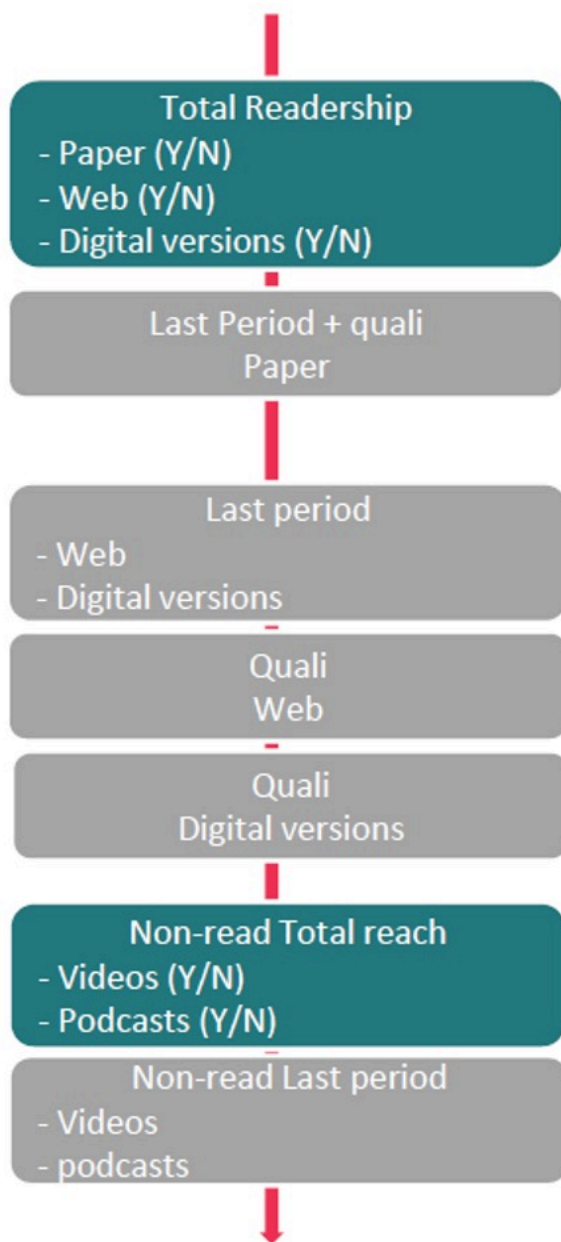 Total Readership
- Paper (Y/N)
- Web (Y/N)
- Digital versions (Y/N)
Last Period + quali
Paper
Last period
- Web
- Digital versions
Quali
Web
Quali
Digital versions
Non-read Total reach
- Videos (Y/N)
- Podcasts (Y/N)
Non-read Last period
- Videos
- podcasts